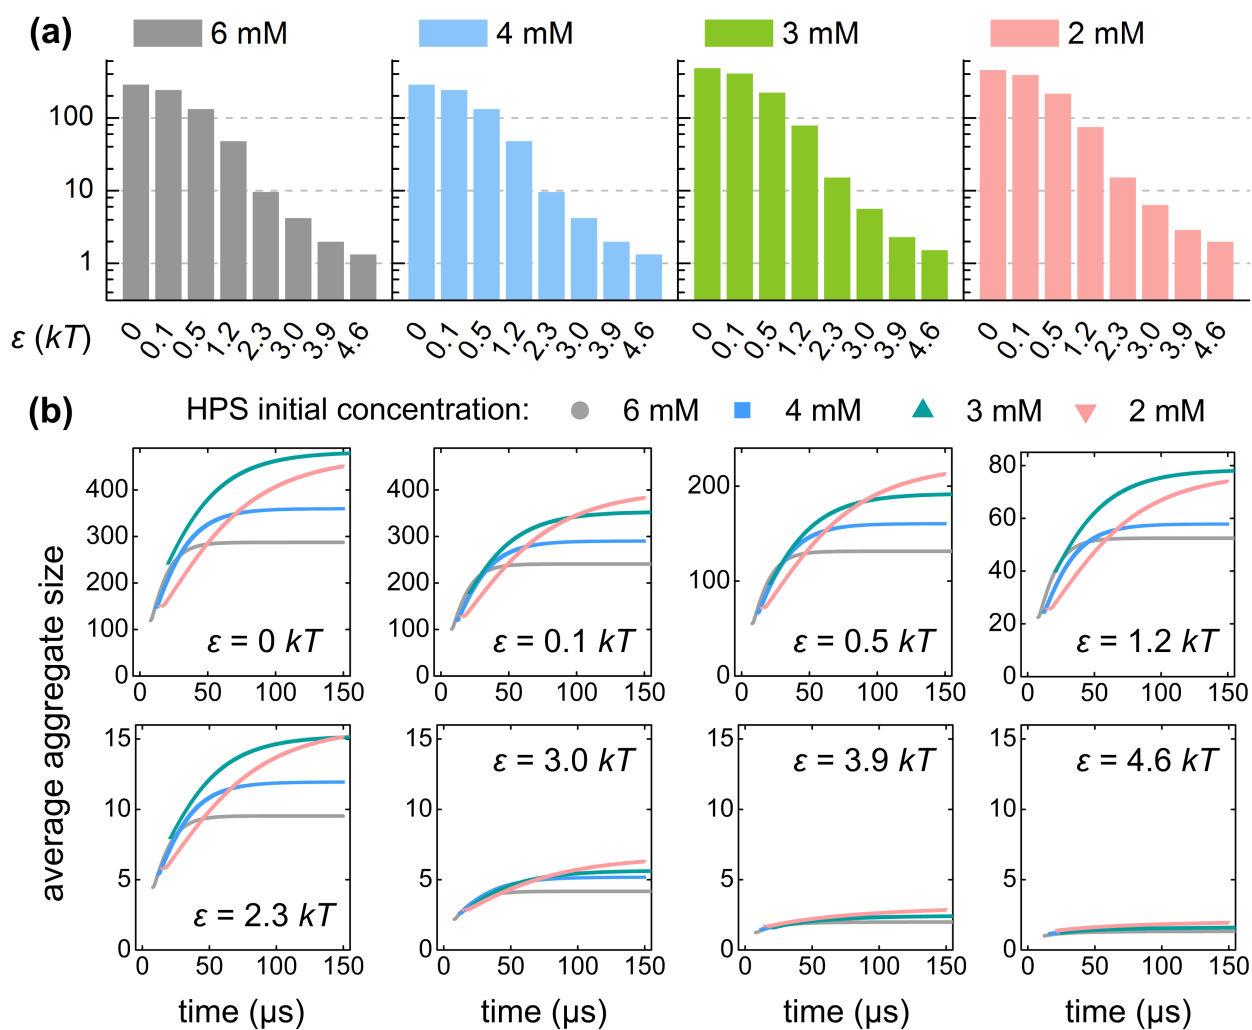 (a) 6 mM 4 mM 3 mM 2 mM
100
10
1
ε (kT) 0 0.1 0.5 1.2 2.3 3.0 3.9 4.6 0 0.1 0.5 1.2 2.3 3.0 3.9 4.6 0 0.1 0.5 1.2 2.3 3.0 3.9 4.6 0 0.1 0.5 1.2 2.3 3.0 3.9 4.6
(b) HPS initial concentration: 6 mM 4 mM 3 mM 2 mM
average aggregate size
400
300
200
100
0
0 50 100 150
ε = 0 kT
400
300
200
100
0
0 50 100 150
ε = 0.1 kT
200
100
0
0 50 100 150
ε = 0.5 kT
80
60
40
20
0
0 50 100 150
ε = 1.2 kT
15
10
5
0
0 50 100 150
ε = 2.3 kT
time (µs)
15
10
5
0
0 50 100 150
ε = 3.0 kT
time (µs)
15
10
5
0
0 50 100 150
ε = 3.9 kT
time (µs)
15
10
5
0
0 50 100 150
ε = 4.6 kT
time (µs)